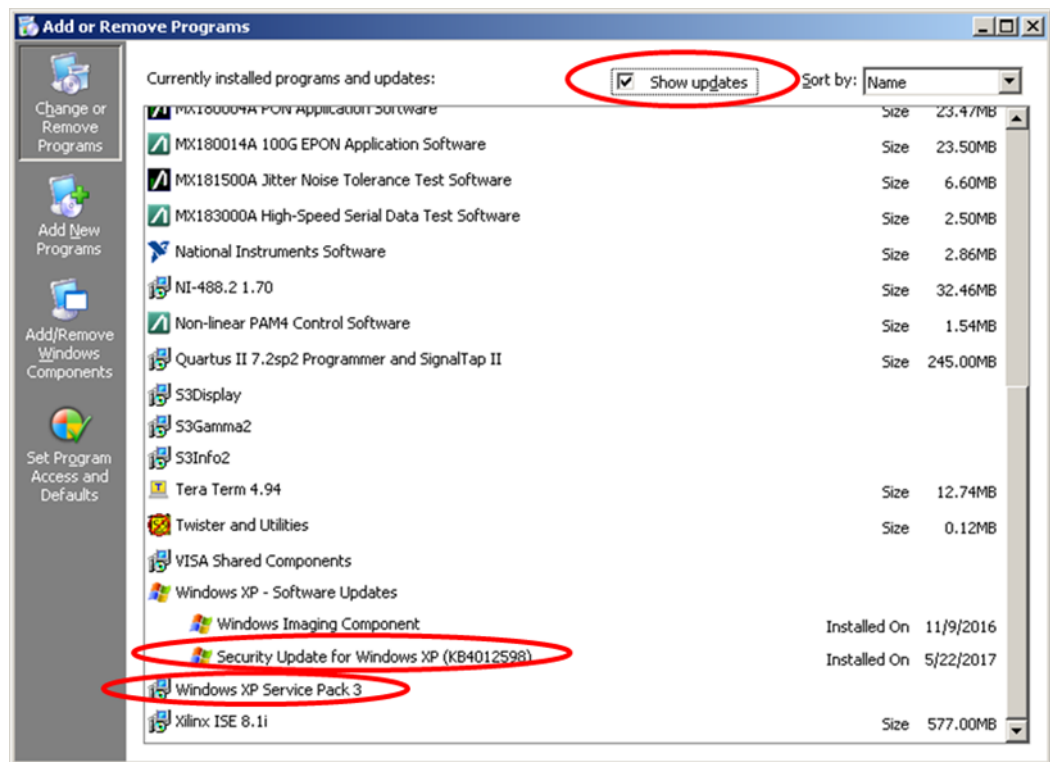 Add or Remove Programs
Currently installed programs and updates:
Show updates
Sort by: Name
Change or
Remove
Programs
Add New
Programs
Add/Remove
Windows
Components
Set Program
Access and
Defaults
MX180004A PON Application Software Size 23.47MB
MX180014A 100G EPON Application Software Size 23.50MB
MX181500A Jitter Noise Tolerance Test Software Size 6.60MB
MX183000A High-Speed Serial Data Test Software Size 2.50MB
National Instruments Software Size 2.86MB
NI-488.2 1.70 Size 32.46MB
Non-linear PAM4 Control Software Size 1.54MB
Quartus II 7.2sp2 Programmer and SignalTap II Size 245.00MB
S3Display
S3Gamma2
S3Info2
Tera Term 4.94 Size 12.74MB
Twister and Utilities Size 0.12MB
VISA Shared Components
Windows XP - Software Updates
Windows Imaging Component Installed On 11/9/2016
Security Update for Windows XP (KB4012598) Installed On 5/22/2017
Windows XP Service Pack 3
Xilinx ISE 8.1i Size 577.00MB